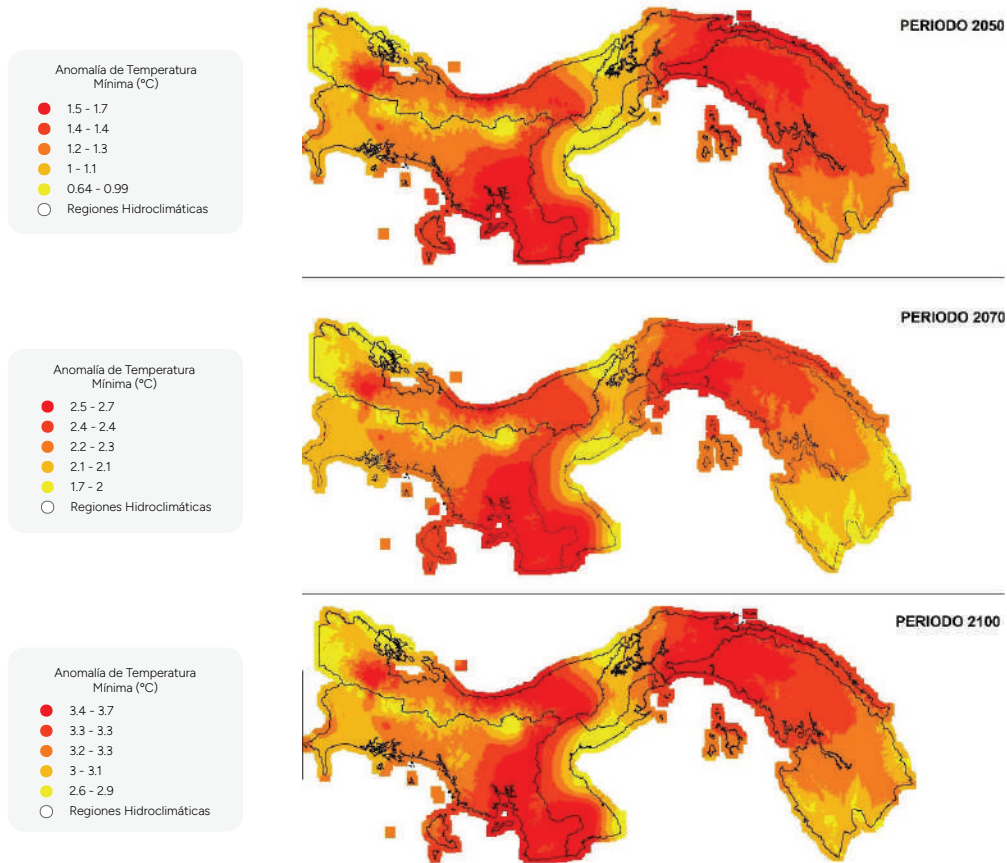 PERIODO 2050
Anomalía de Temperatura
Mínima (°C)
1.5 - 1.7
1.4 - 1.4
1.2 - 1.3
1 - 1.1
0.64 - 0.99
Regiones Hidroclimáticas
PERIODO 2070
Anomalía de Temperatura
Mínima (°C)
2.5 - 2.7
2.4 - 2.4
2.2 - 2.3
2.1 - 2.1
1.7 - 2
Regiones Hidroclimáticas
PERIODO 2100
Anomalía de Temperatura
Mínima (°C)
3.4 - 3.7
3.3 - 3.3
3.2 - 3.3
3 - 3.1
2.6 - 2.9
Regiones Hidroclimáticas